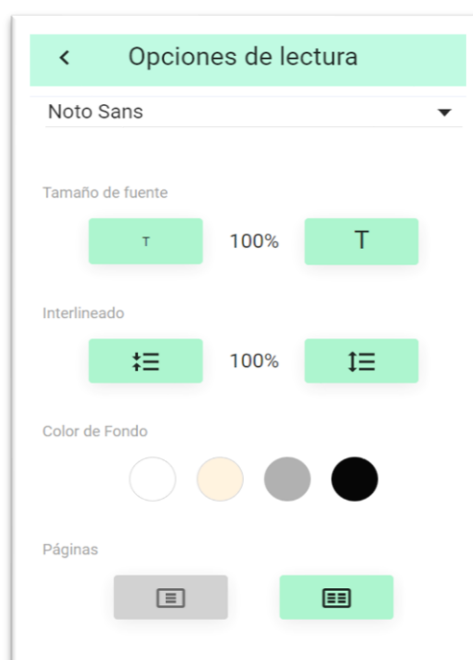 Opciones de lectura
Noto Sans
Tamaño de fuente
T 100% T
Interlineado
100%
Color de Fondo
Páginas